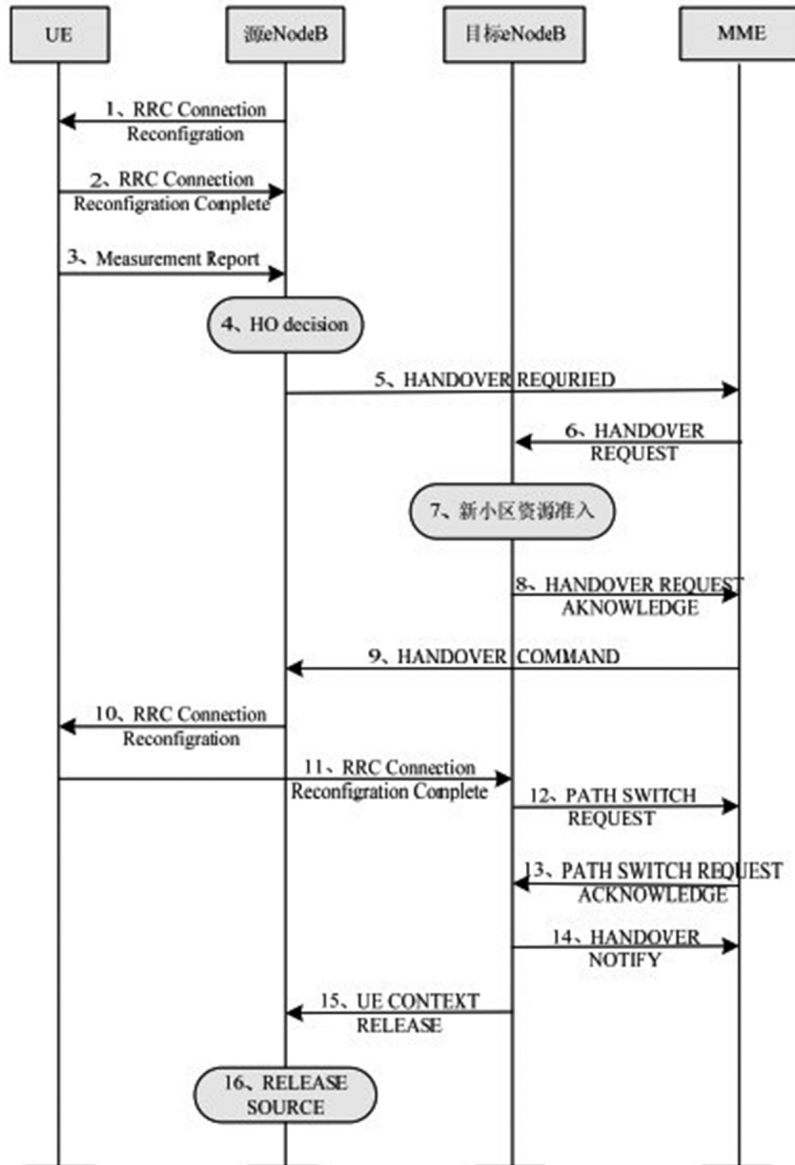 UE
源eNodeB
目标eNodeB
MME
1、RRC Connection
Reconfigration
2、RRC Connection
Reconfigration Complete
3、Measurement Report
4、HO decision
5、HANDOVER REQURIED
6、HANDOVER
REQUEST
7、新小区资源准入
8、HANDOVER REQUEST
AKNOWLEDGE
9、HANDOVER COMMAND
10、RRC Connection
Reconfigration
11、RRC Connection
Reconfigration Complete
12、PATH SWITCH
REQUEST
13、PATH SWITCH REQUEST
ACKNOWLEDGE
14、HANDOVER
NOTIFY
15、UE CONTEXT
RELEASE
16、RELEASE
SOURCE